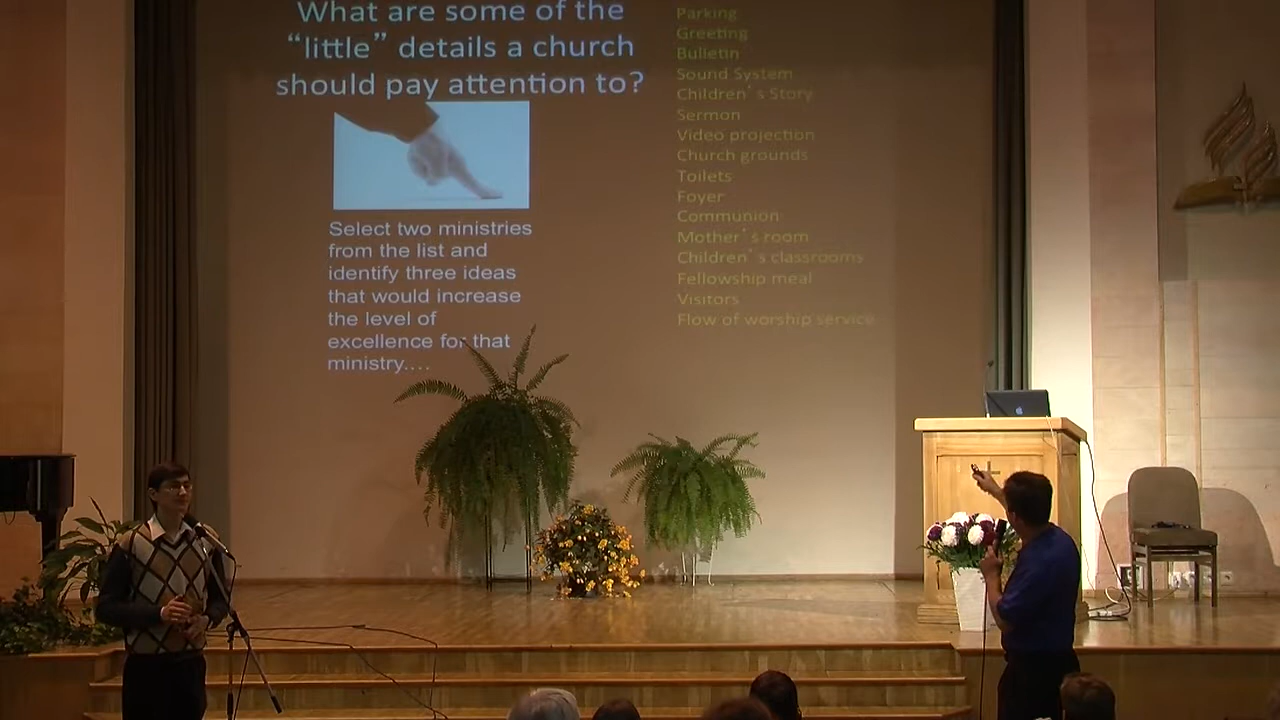 What are some of the
“little” details a church
should pay attention to?
Select two ministries
from the list and
identify three ideas
that would increase
the level of
excellence for that
ministry....
Parking
Greeting
Bulletin
Sound System
Children's Story
Sermon
Video projection
Church grounds
Toilets
Foyer
Communion
Mother's room
Children's classrooms
Fellowship meal
Visitors
Flow of worship service